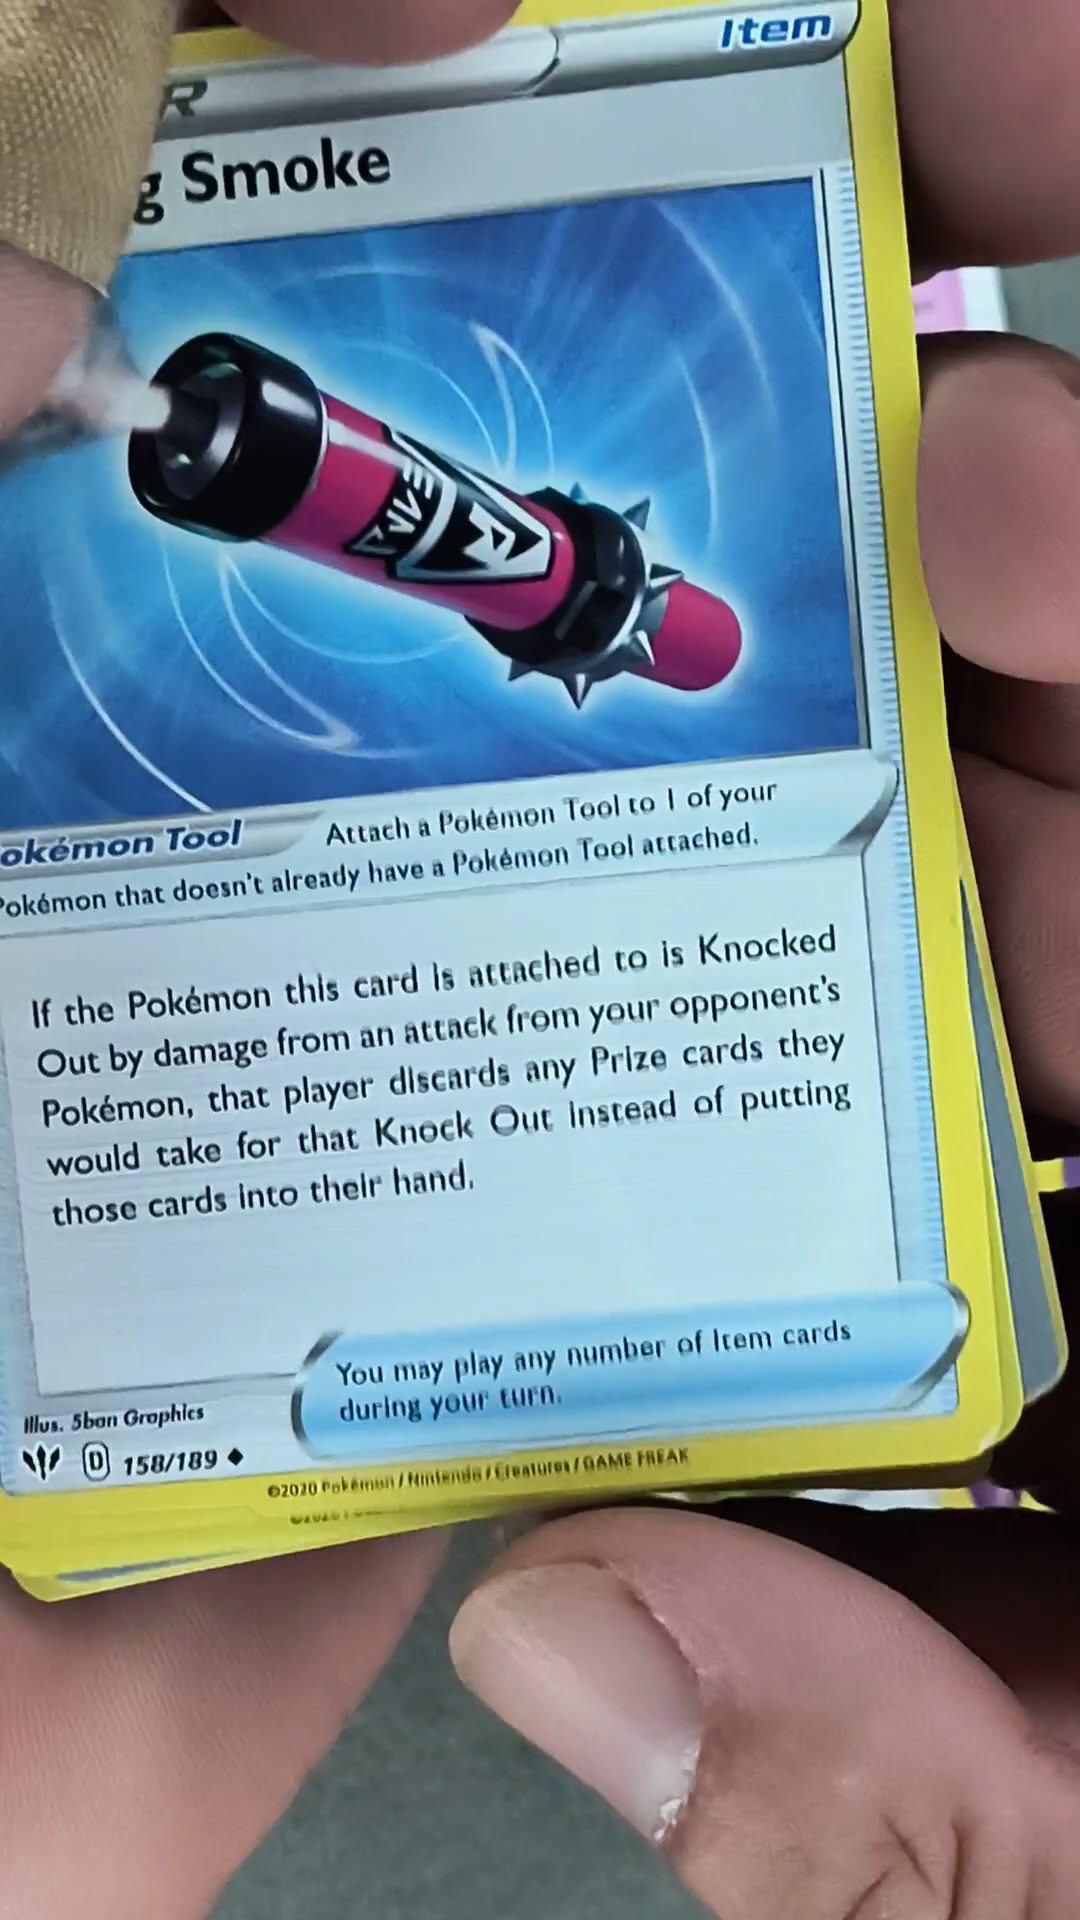 Item
R
g Smoke
okémon Tool
Attach a Pokémon Tool to 1 of your
Pokémon that doesn't already have a Pokémon Tool attached.
If the Pokémon this card is attached to is Knocked
Out by damage from an attack from your opponent's
Pokémon, that player discards any Prize cards they
would take for that Knock Out instead of putting
those cards into their hand.
You may play any number of Item cards
during your turn.
Illus. 5ban Graphics
D 158/189
©2020 Pokémon / Nintendo / Creatures / GAME FREAK